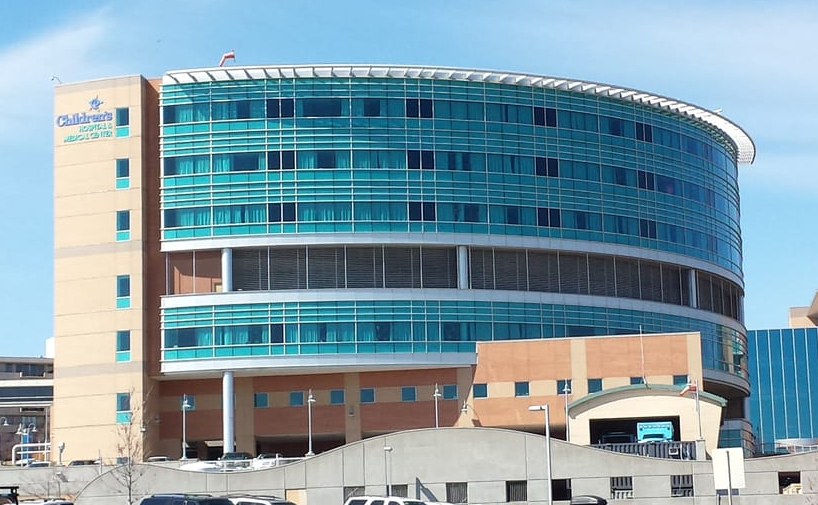 Children's
HOSPITAL &
MEDICAL CENTER